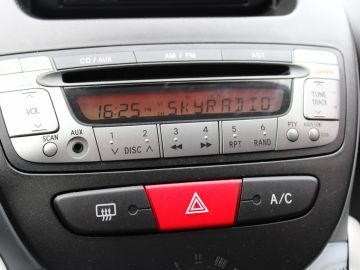 CD / AUX AM / FM AST
16:25 SKYRADIO
VOL TUNE TRACK
SCAN AUX 1 2 3 4 5 6 PTY
DISC RPT RAND
A/C